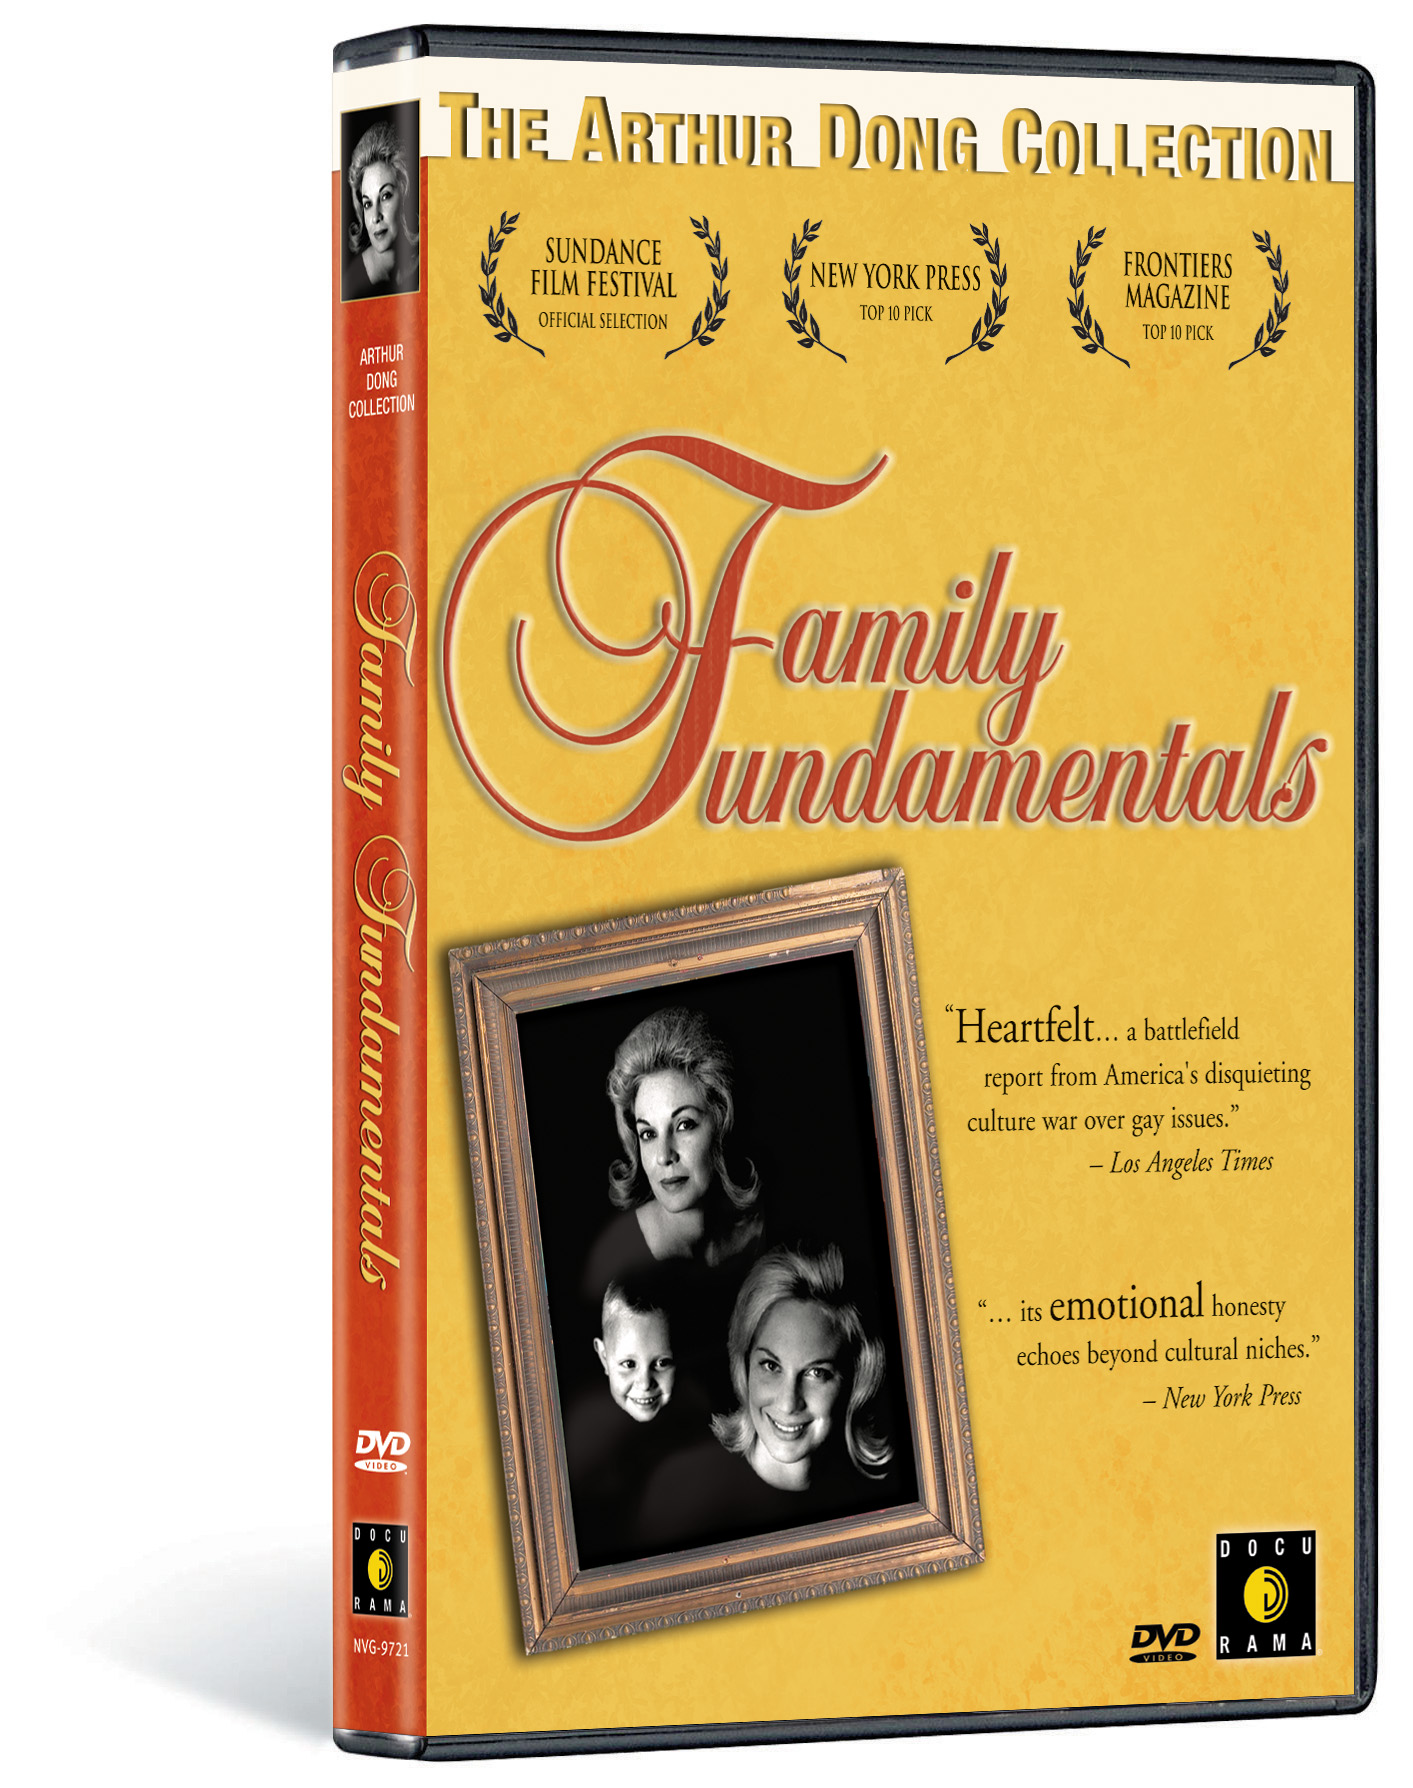 THE ARTHUR DONG COLLECTION
SUNDANCE
FILM FESTIVAL
OFFICIAL SELECTION
NEW YORK PRESS
TOP 10 PICK
FRONTIERS
MAGAZINE
TOP 10 PICK
Family
Fundamentals
“Heartfelt... a battlefield
report from America's disquieting
culture war over gay issues.”
– Los Angeles Times
“... its emotional honesty
echoes beyond cultural niches.”
– New York Press
DVD
VIDEO
DOCU
RAMA
ARTHUR
DONG
COLLECTION
Family Fundamentals
DVD
VIDEO
DOCU
RAMA
NVG-9721